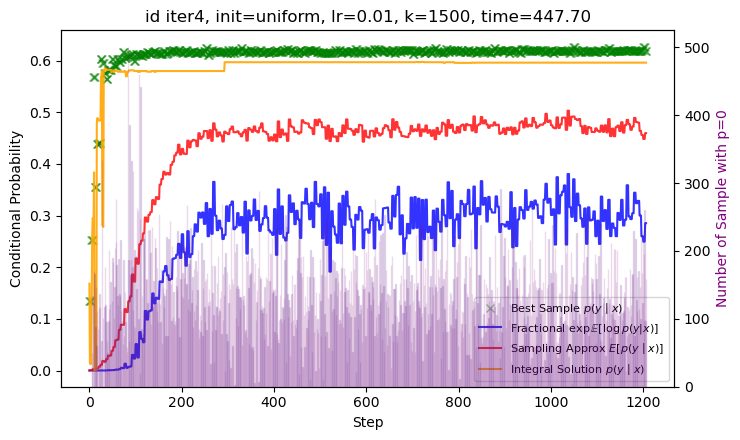 id iter4, init=uniform, lr=0.01, k=1500, time=447.70
Conditional Probability
0.6
0.5
0.4
0.3
0.2
0.1
0.0
500
400
300
200
100
0
Number of Sample with p=0
Best Sample p(y | x)
Fractional exp𝔼[log p(y|x)]
Sampling Approx E[p(y | x)]
Integral Solution p(y | x)
0
200
400
600
800
1000
1200
Step